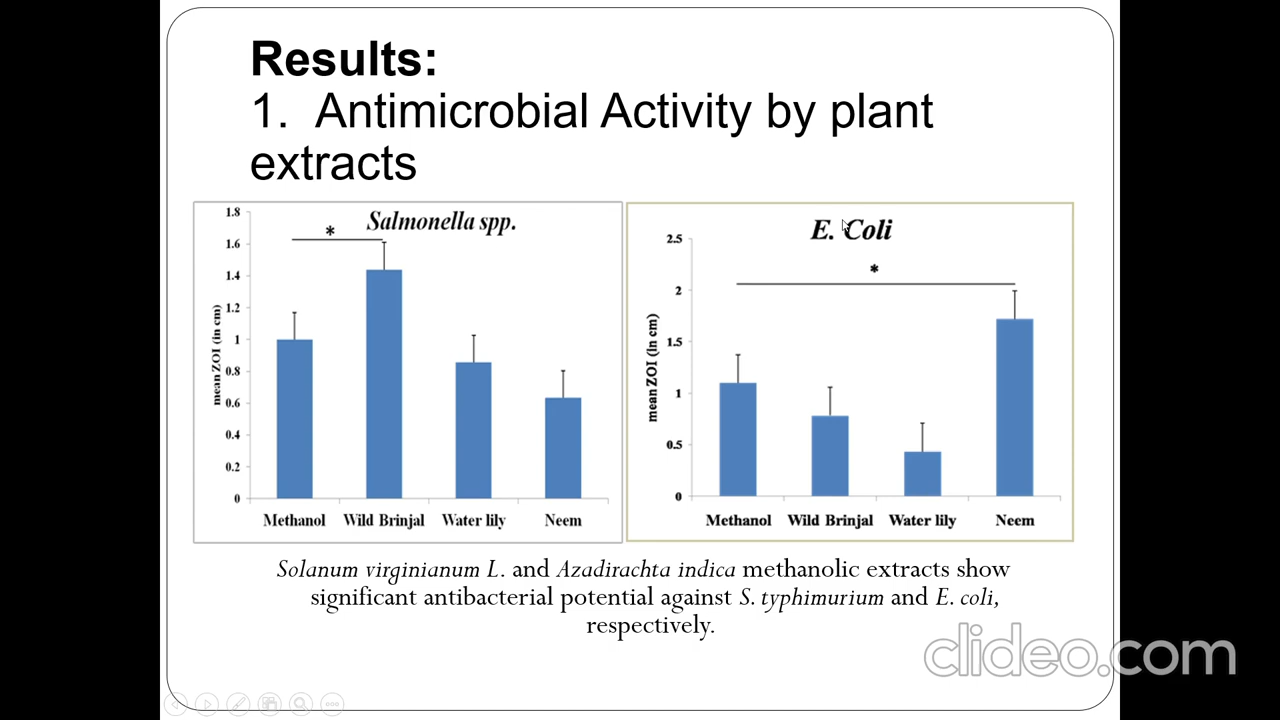 Results:
1. Antimicrobial Activity by plant
extracts
Salmonella spp.
*
mean ZOI (in cm)
1.8
1.6
1.4
1.2
1
0.8
0.6
0.4
0.2
0
Methanol Wild Brinjal Water lily Neem
E. Coli
*
mean ZOI (in cm)
2.5
2
1.5
1
0.5
0
Methanol Wild Brinjal Water lily Neem
Solanum virginianum L. and Azadirachta indica methanolic extracts show
significant antibacterial potential against S. typhimurium and E. coli,
respectively.
clideo.com